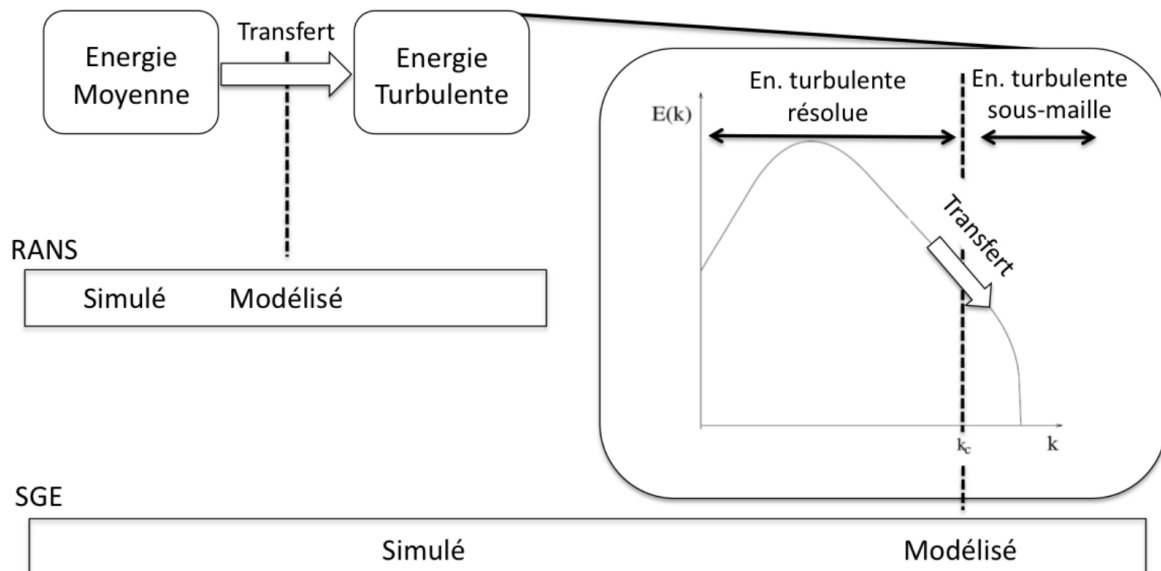 Transfert
Energie
Moyenne
Energie
Turbulente
En. turbulente
résolue
En. turbulente
sous-maille
E(k)
Transfert
k_c
k
RANS
Simulé Modélisé
SGE
Simulé Modélisé